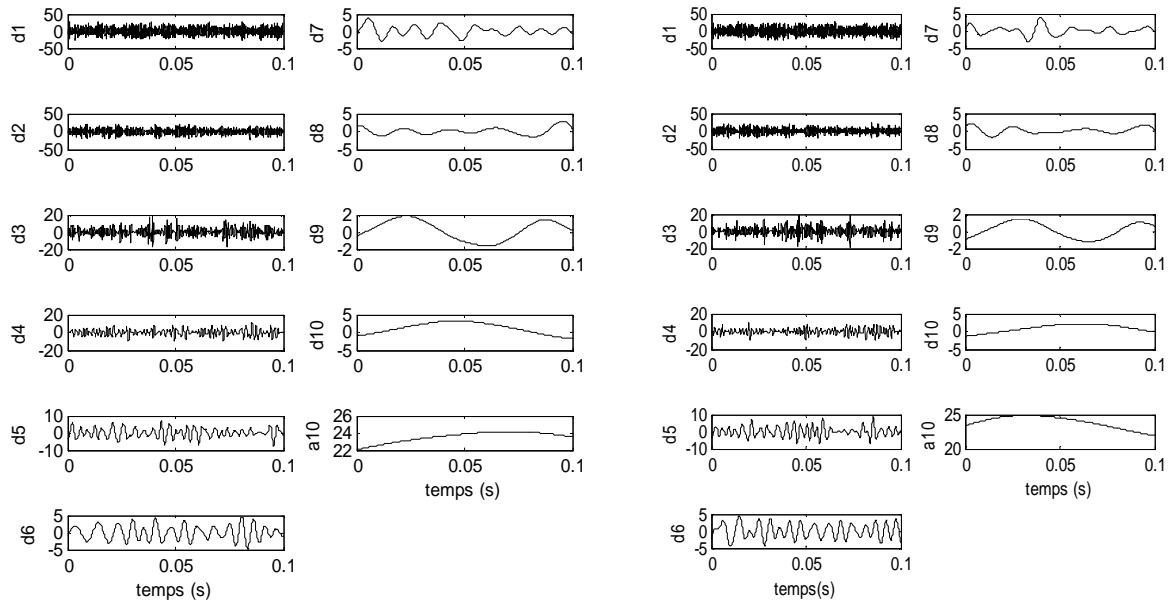 50 5 50 5
d1 0 d7 0 d1 0 d7 0
-50 -5 -50 -5
0 0.05 0.1 0 0.05 0.1 0 0.05 0.1 0 0.05 0.1
50 5 50 5
d2 0 d8 0 d2 0 d8 0
-50 -5 -50 -5
0 0.05 0.1 0 0.05 0.1 0 0.05 0.1 0 0.05 0.1
20 2 20 2
d3 0 d9 0 d3 0 d9 0
-20 -2 -20 -2
0 0.05 0.1 0 0.05 0.1 0 0.05 0.1 0 0.05 0.1
20 5 20 5
d4 0 d10 0 d4 0 d10 0
-20 -5 -20 -5
0 0.05 0.1 0 0.05 0.1 0 0.05 0.1 0 0.05 0.1
10 26 10 25
d5 0 a10 24 d5 0 a10
-10 22 -10 20
0 0.05 0.1 0 0.05 0.1 0 0.05 0.1 0 0.05 0.1
temps (s) temps (s)
5 5
d6 0 d6 0
-5 -5
0 0.05 0.1 0 0.05 0.1
temps (s) temps(s)